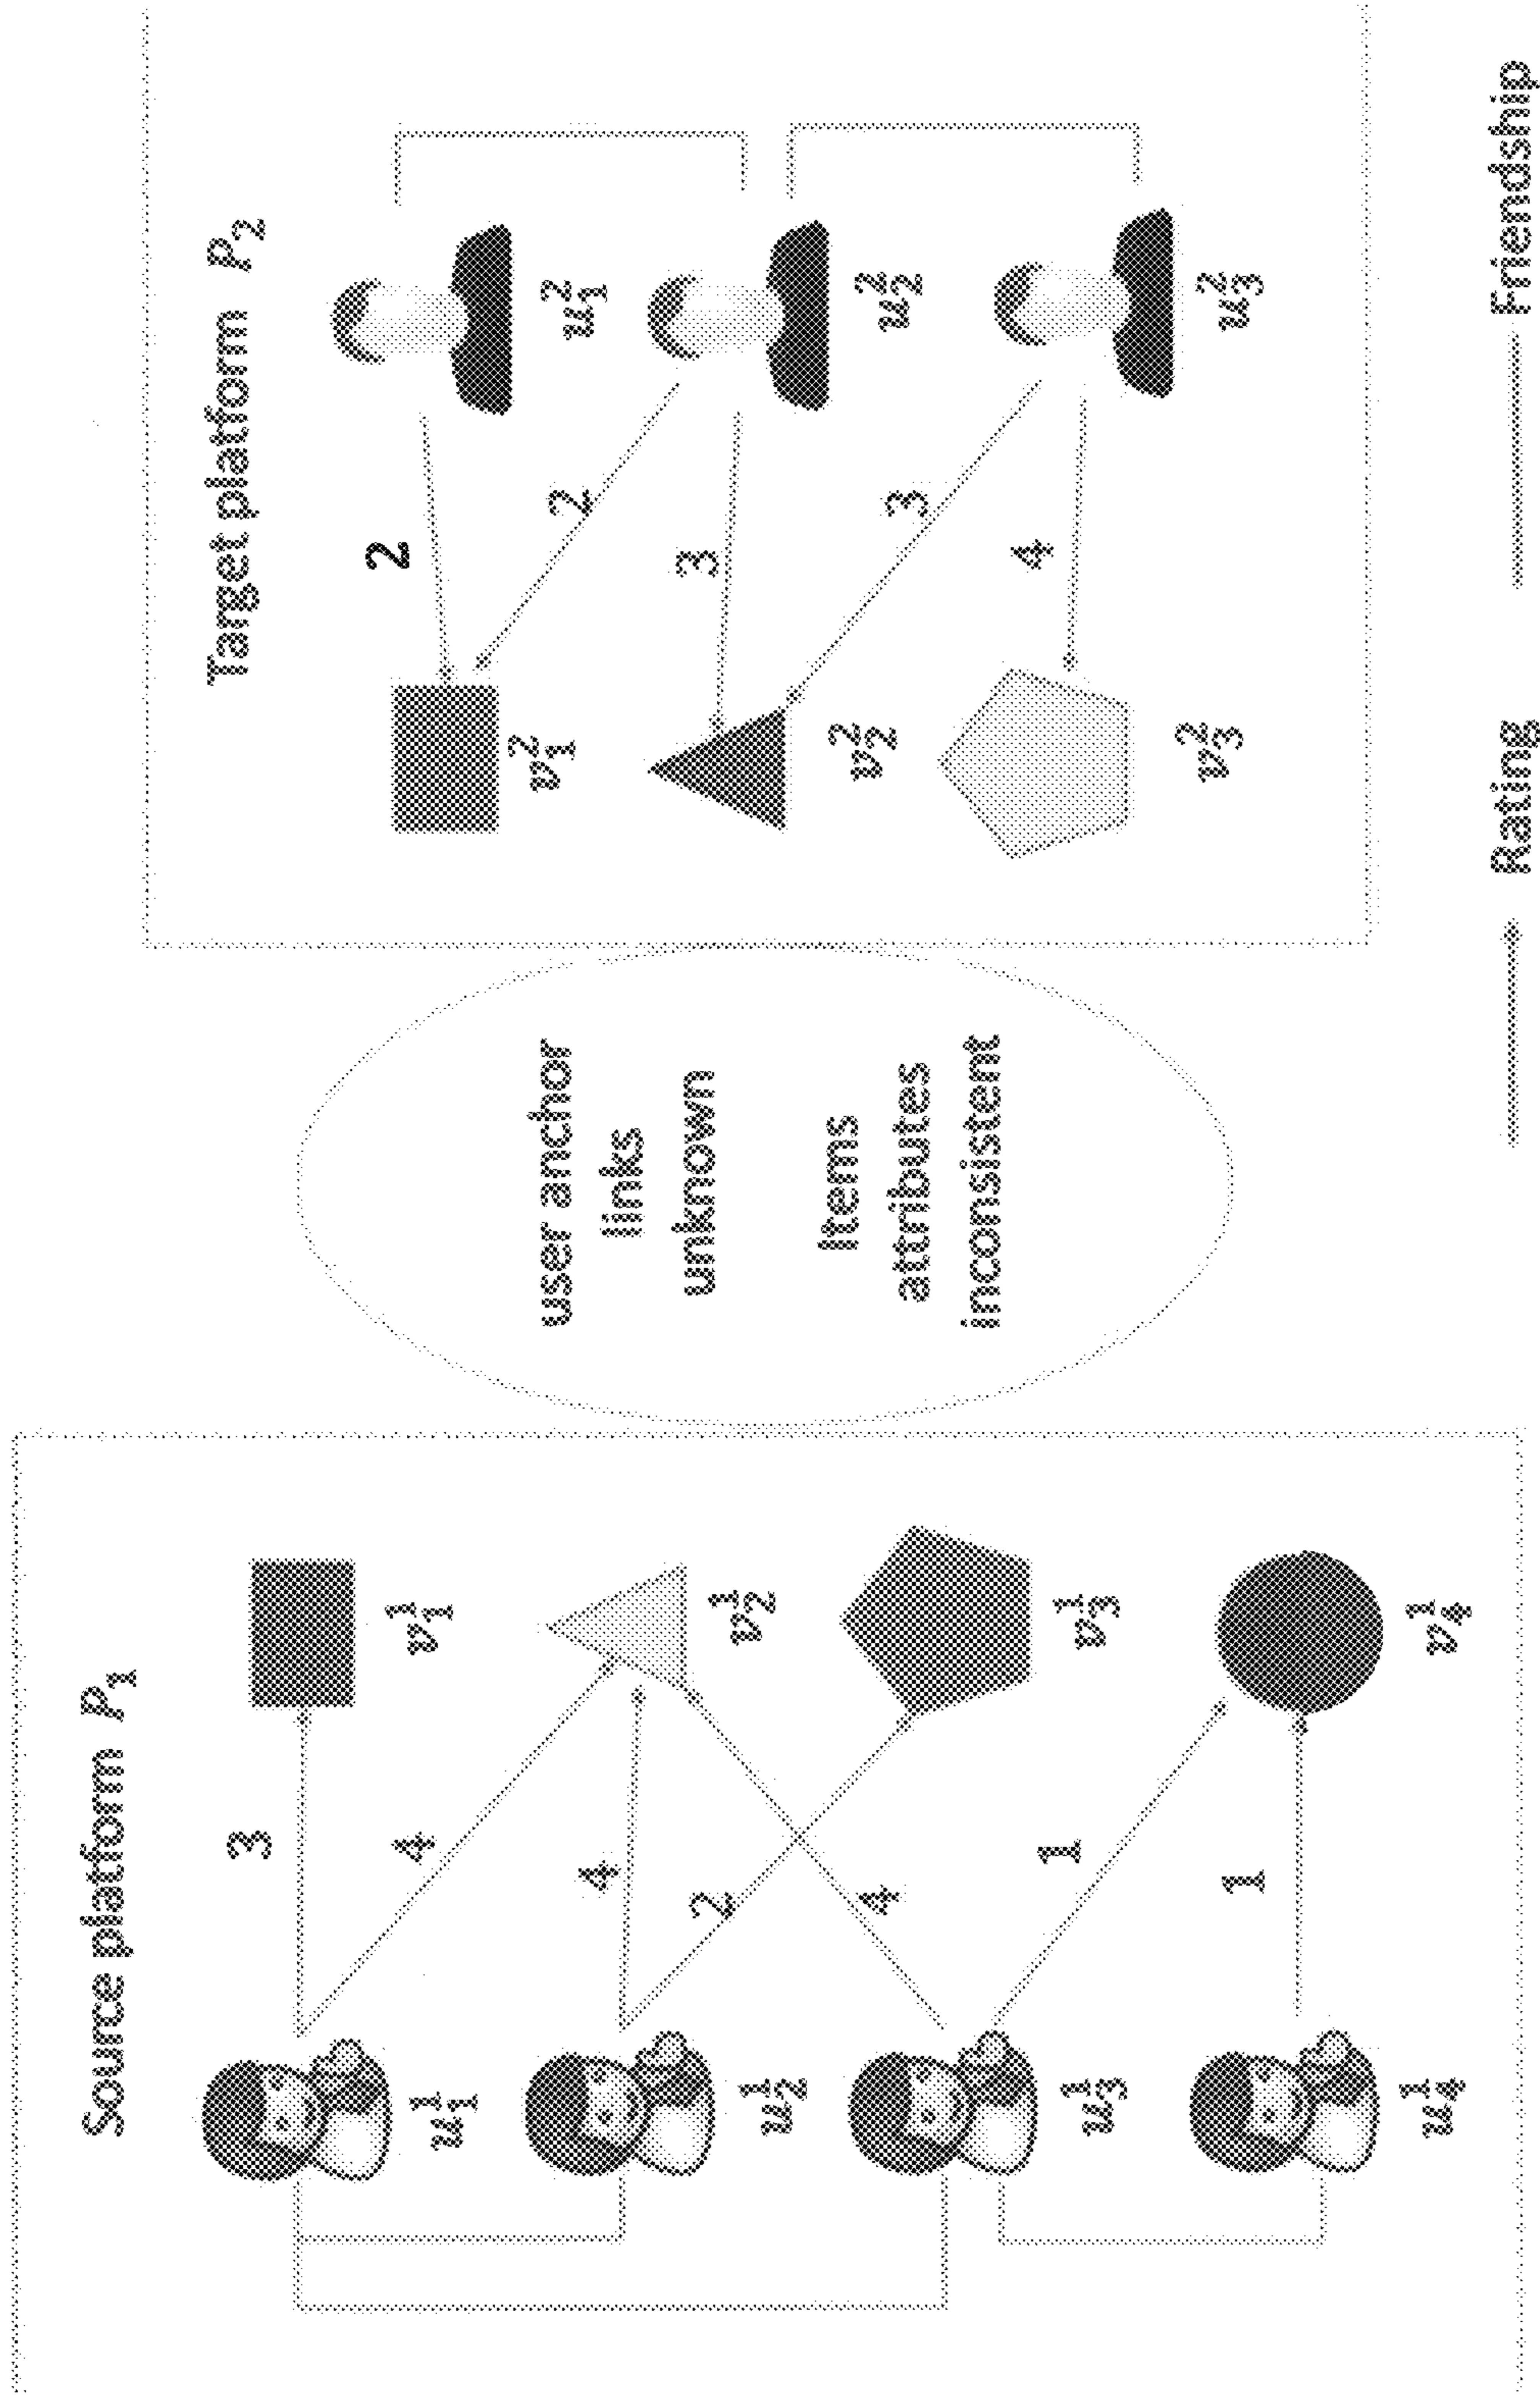 Source platform P₁
3
4
4
2
4
1
1
u₁¹
u₂¹
u₃¹
u₄¹
v₁¹
v₂¹
v₃¹
v₄¹
user anchor
links
unknown
Items
attributes
inconsistent
Target platform P₂
2
2
3
3
4
v₁²
v₂²
v₃²
u₁²
u₂²
u₃²
Rating
Friendship